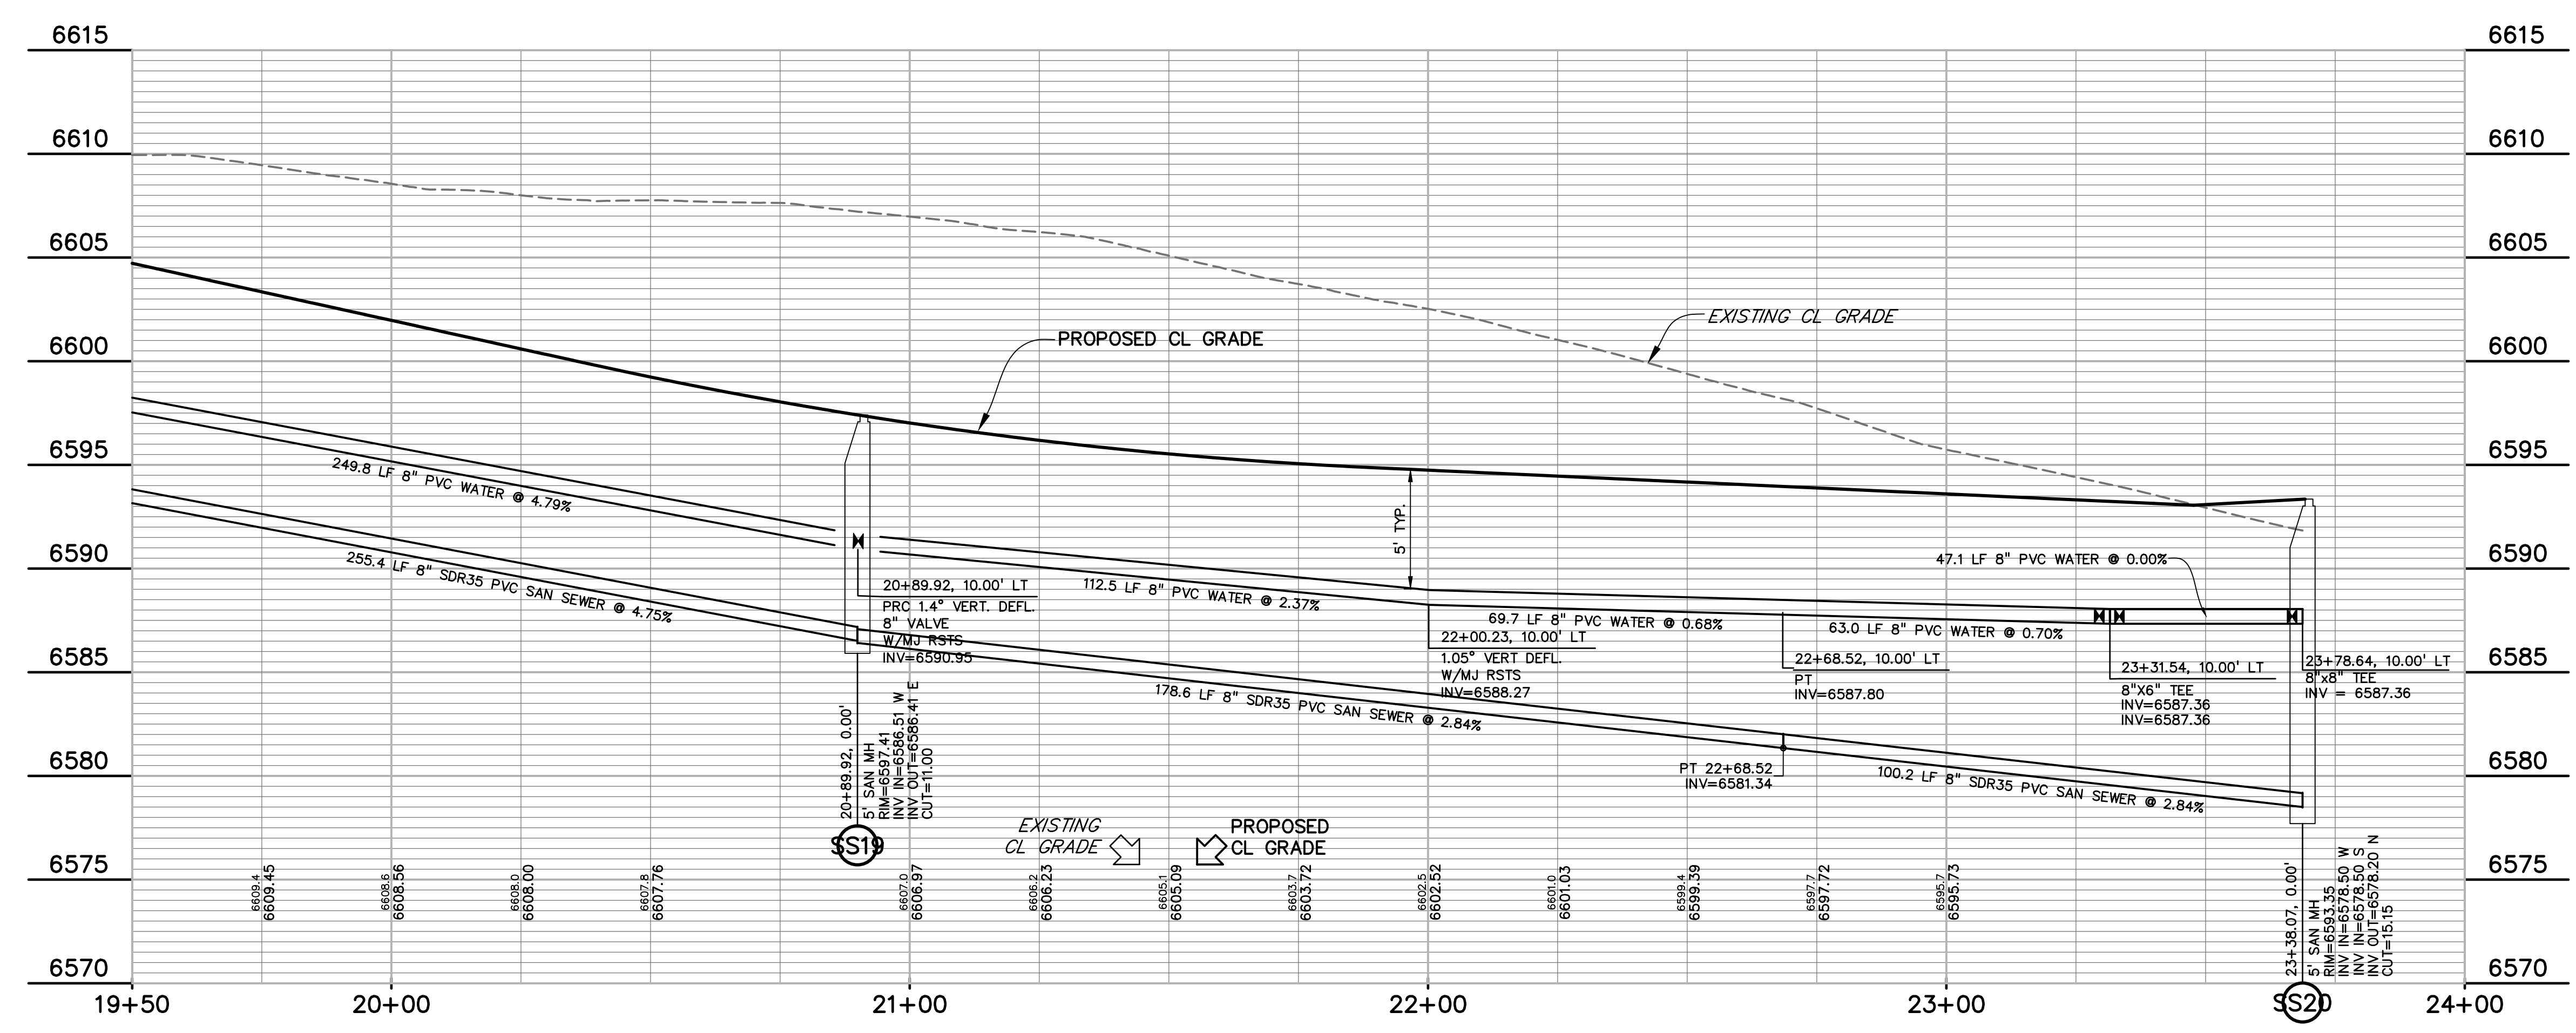 6615
6610
6605
6600
6595
6590
6585
6580
6575
6570
6615
6610
6605
6600
6595
6590
6585
6580
6575
6570
EXISTING CL GRADE
PROPOSED CL GRADE
249.8 LF 8" PVC WATER @ 4.79%
255.4 LF 8" SDR35 PVC SAN SEWER @ 4.75%
5' TYP.
47.1 LF 8" PVC WATER @ 0.00%
112.5 LF 8" PVC WATER @ 2.37%
69.7 LF 8" PVC WATER @ 0.68%
63.0 LF 8" PVC WATER @ 0.70%
20+89.92, 10.00' LT
PRC 1.4° VERT. DEFL.
8" VALVE
W/MJ RSTS
INV=6590.95
22+00.23, 10.00' LT
1.05° VERT DEFL.
W/MJ RSTS
INV=6588.27
22+68.52, 10.00' LT
PT
INV=6587.80
23+31.54, 10.00' LT
8"X6" TEE
INV=6587.36
INV=6587.36
23+78.64, 10.00' LT
8"x8" TEE
INV = 6587.36
178.6 LF 8" SDR35 PVC SAN SEWER @ 2.84%
PT 22+68.52
INV=6581.34
100.2 LF 8" SDR35 PVC SAN SEWER @ 2.84%
20+89.92, 0.00'
5' SAN MH
RIM=6597.41
INV IN=6586.51 W
INV OUT=6586.41 E
CUT=11.00
SS19
EXISTING
CL GRADE
PROPOSED
CL GRADE
6609.4
6609.45
6608.6
6608.56
6608.0
6608.00
6607.8
6607.76
6607.0
6606.97
6606.2
6606.23
6605.1
6605.09
6603.7
6603.72
6602.5
6602.52
6601.0
6601.03
6599.4
6599.39
6597.7
6597.72
6595.7
6595.73
23+38.07, 0.00'
5' SAN MH
RIM=6593.35
INV IN=6578.50 W
INV IN=6578.50 S
INV OUT=6578.20 N
CUT=15.15
SS20
19+50
20+00
21+00
22+00
23+00
24+00